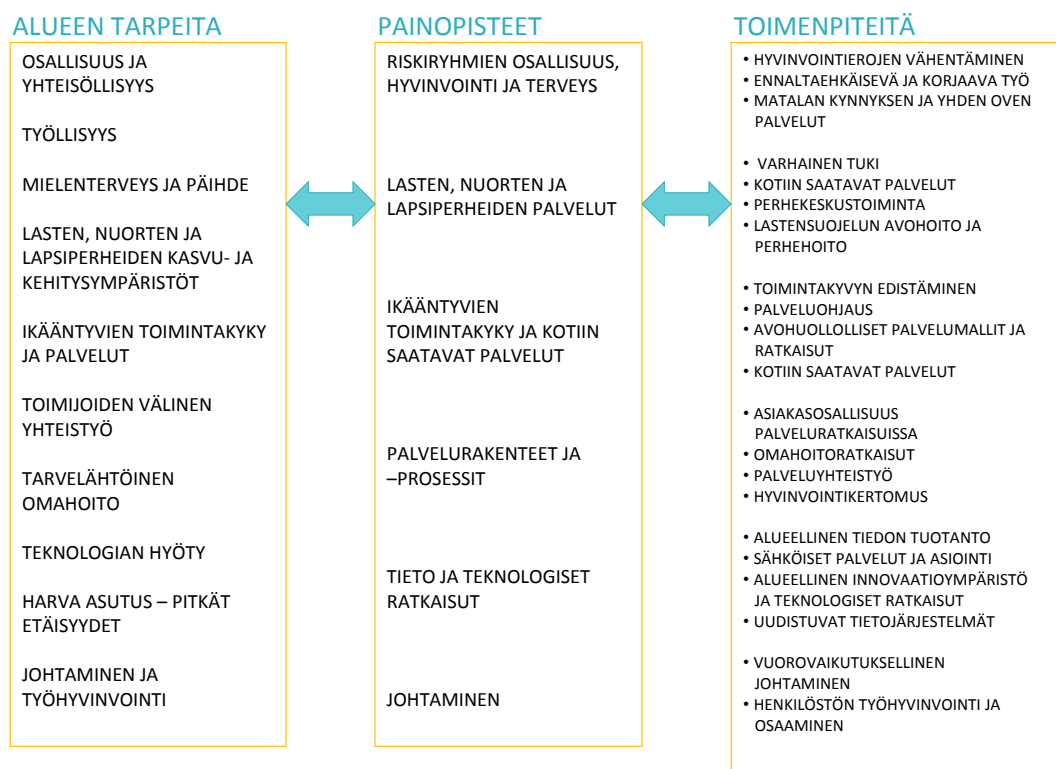 ALUEEN TARPEITA
OSALLISUUS JA
YHTEISÖLLISYYS
TYÖLLISYYS
MIELENTERVEYS JA PÄIHDE
LASTEN, NUORTEN JA
LAPSIPERHEIDEN KASVU- JA
KEHITYSYMPÄRISTÖT
IKÄÄNTYVIEN TOIMINTAKYKY
JA PALVELUT
TOIMIJOIDEN VÄLINEN
YHTEISTYÖ
TARVELÄHTÖINEN
OMAHOITO
TEKNOLOGIAN HYÖTY
HARVA ASUTUS – PITKÄT
ETÄISYYDET
JOHTAMINEN JA
TYÖHYVINVOINTI
PAINOPISTEET
RISKIRYHMIEN OSALLISUUS,
HYVINVOINTI JA TERVEYS
LASTEN, NUORTEN JA
LAPSIPERHEIDEN PALVELUT
IKÄÄNTYVIEN
TOIMINTAKYKY JA KOTIIN
SAATAVAT PALVELUT
PALVELURAKENTEET JA
–PROSESSIT
TIETO JA TEKNOLOGISET
RATKAISUT
JOHTAMINEN
TOIMENPITEITÄ
• HYVINVOINTIEROJEN VÄHENTÄMINEN
• ENNALTAEHKÄISEVÄ JA KORJAAVA TYÖ
• MATALAN KYNNYKSEN JA YHDEN OVEN
PALVELUT
• VARHAINEN TUKI
• KOTIIN SAATAVAT PALVELUT
• PERHEKESKUSTOIMINTA
• LASTENSUOJELUN AVOHOITO JA
PERHEHOITO
• TOIMINTAKYVYN EDISTÄMINEN
• PALVELUOHJAUS
• AVOHUOLLOLLISET PALVELUMALLIT JA
RATKAISUT
• KOTIIN SAATAVAT PALVELUT
• ASIAKASOSALLISUUS
PALVELURATKAISUISSA
• OMAHOITORATKAISUT
• PALVELUYHTEISTYÖ
• HYVINVOINTIKERTOMUS
• ALUEELLINEN TIEDON TUOTANTO
• SÄHKÖISET PALVELUT JA ASIOINTI
• ALUEELLINEN INNOVAATIOYMPÄRISTÖ
JA TEKNOLOGISET RATKAISUT
• UUDISTUVAT TIETOJÄRJESTELMÄT
• VUOROVAIKUTUKSELLINEN
JOHTAMINEN
• HENKILÖSTÖN TYÖHYVINVOINTI JA
OSAAMINEN